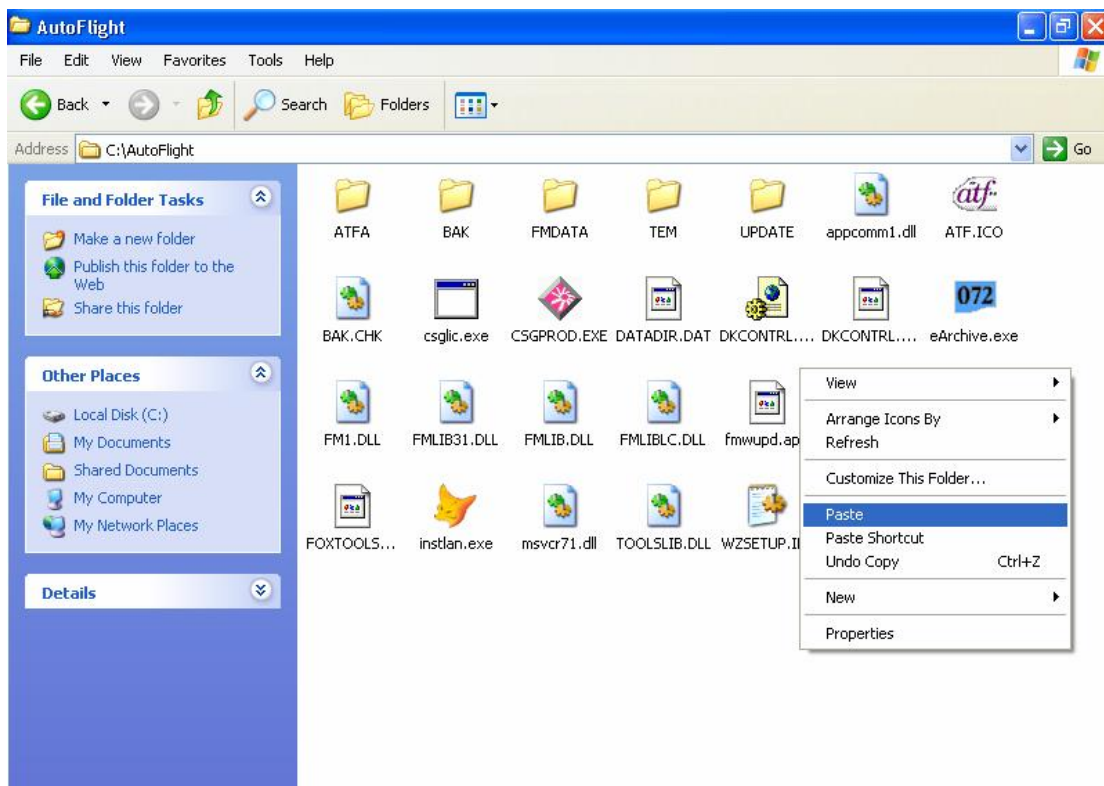 AutoFlight
File Edit View Favorites Tools Help
Back Search Folders
Address C:\AutoFlight Go
File and Folder Tasks
Make a new folder
Publish this folder to the
Web
Share this folder
Other Places
Local Disk (C:)
My Documents
Shared Documents
My Computer
My Network Places
Details
ATFA BAK FMDATA TEM UPDATE appcomm1.dll ATF.ICO
atf
072
BAK.CHK csglic.exe CSGPROD.EXE DATADIR.DAT DKCONTRL.... DKCONTRL.... eArchive.exe
FM1.DLL FMLIB31.DLL FMLIB.DLL FMLIBLC.DLL fmwupd.ap
FOXTOOLS... instlan.exe msvcr71.dll TOOLSLIB.DLL WZSETUP.I
View
Arrange Icons By
Refresh
Customize This Folder...
Paste
Paste Shortcut
Undo Copy Ctrl+Z
New
Properties